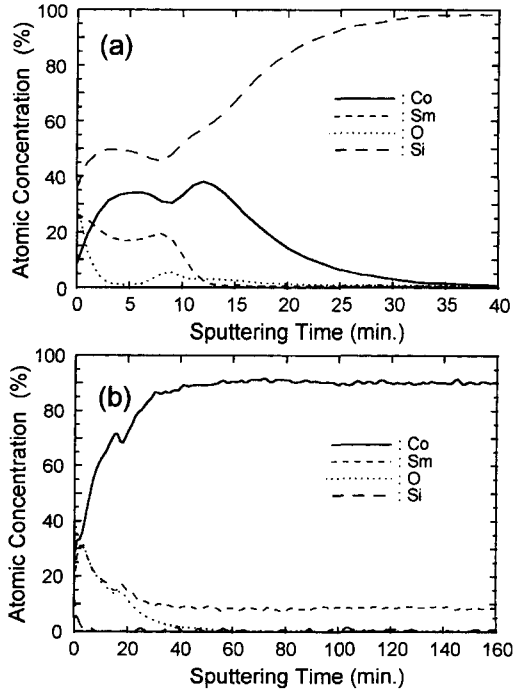 (a)
Atomic Concentration (%)
100
80
60
40
20
0
: Co
: Sm
: O
: Si
0 5 10 15 20 25 30 35 40
Sputtering Time (min.)
(b)
Atomic Concentration (%)
100
80
60
40
20
0
: Co
: Sm
: O
: Si
0 20 40 60 80 100 120 140 160
Sputtering Time (min.)